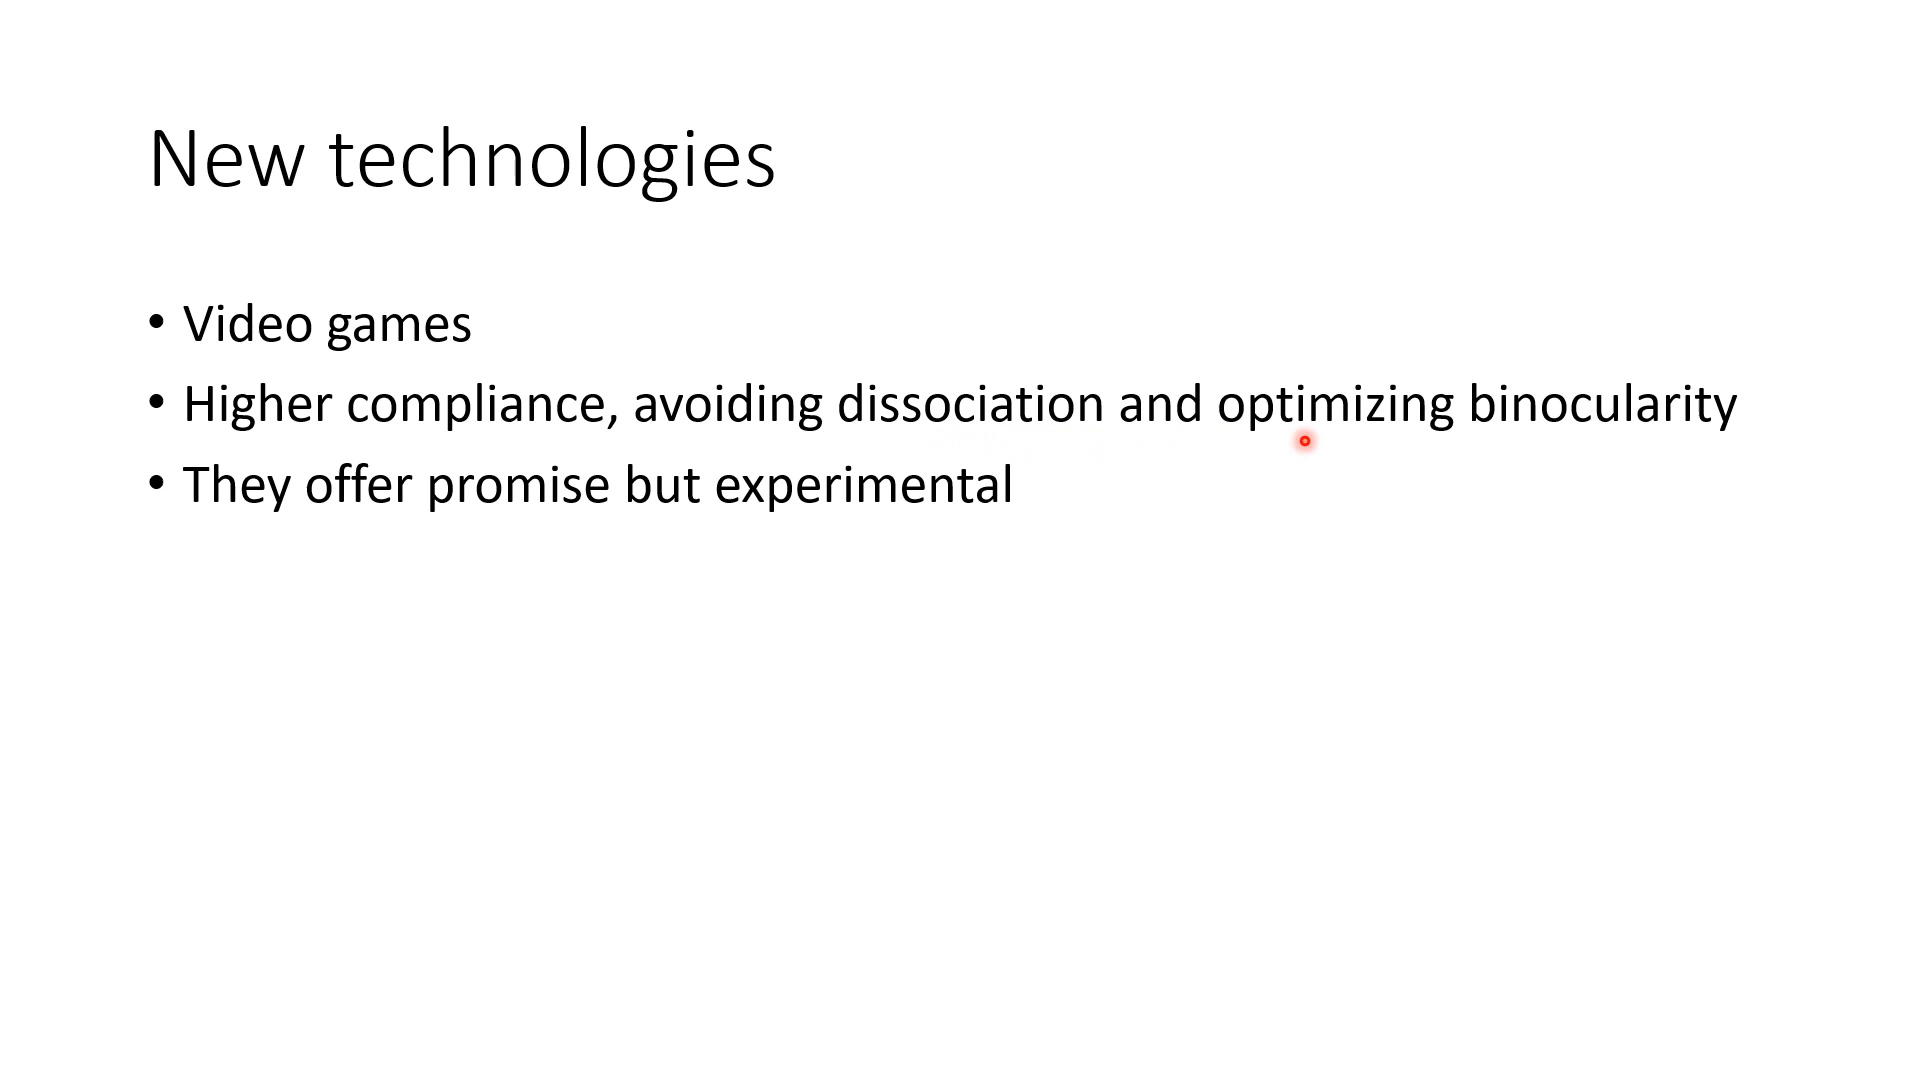 New technologies
• Video games
• Higher compliance, avoiding dissociation and optimizing binocularity
• They offer promise but experimental